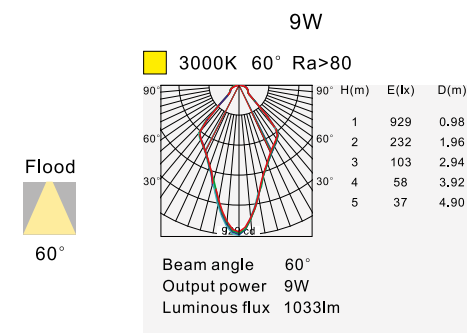 9W
3000K 60° Ra>80
90° 90° H(m) E(lx) D(m)
1 929 0.98
60° 60° 2 232 1.96
3 103 2.94
30° 30° 4 58 3.92
5 37 4.90
929 cd
Flood
60°
Beam angle 60°
Output power 9W
Luminous flux 1033lm